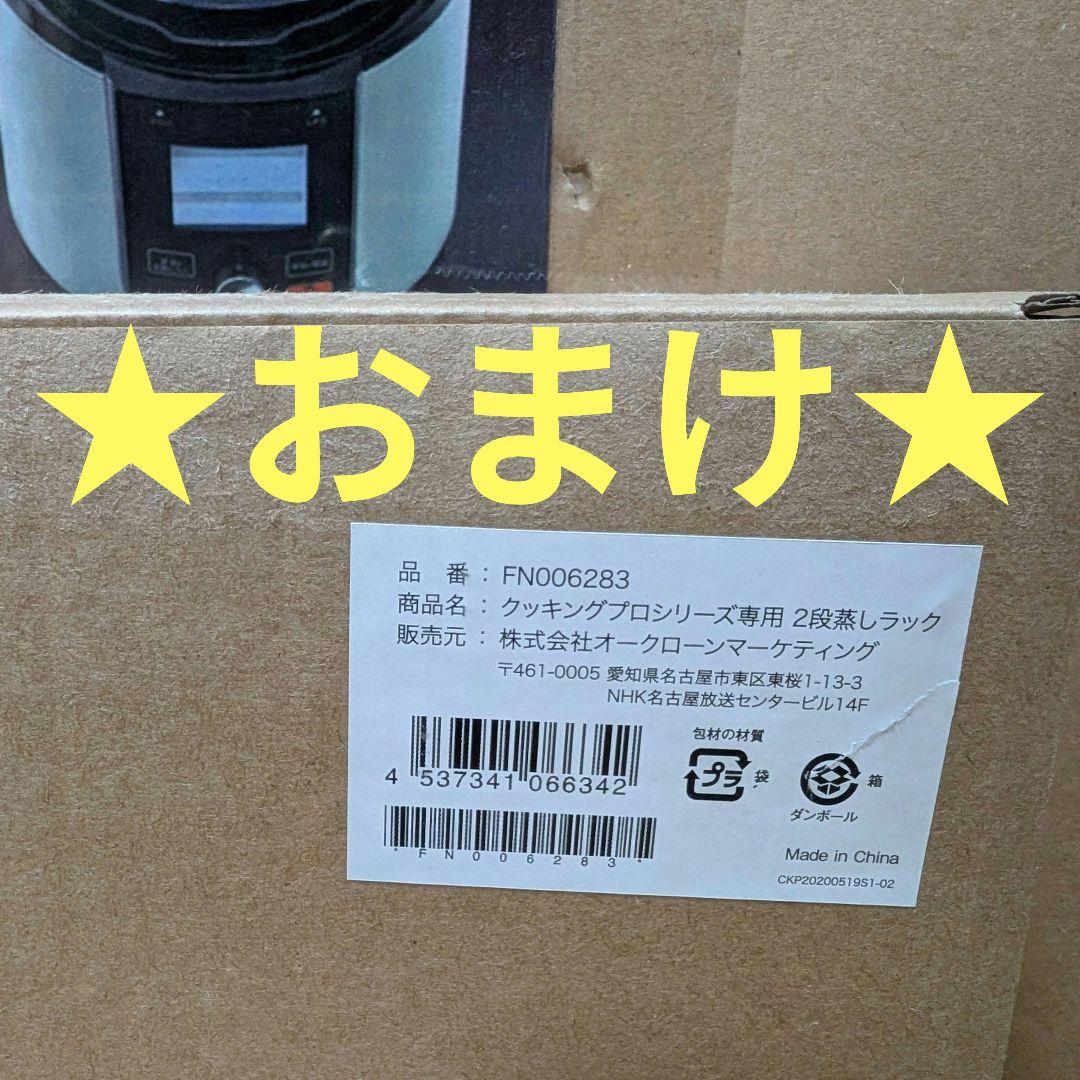 ★おまけ★
品 番 : FN006283
商品名 : クッキングプロシリーズ専用 2段蒸しラック
販売元 : 株式会社オークローンマーケティング
〒461-0005 愛知県名古屋市東区東桜1-13-3
NHK名古屋放送センタービル14F
包材の材質
4 537341 066342
プラ 袋
箱
ダンボール
*FN006283*
Made in China
CKP20200519S1-02